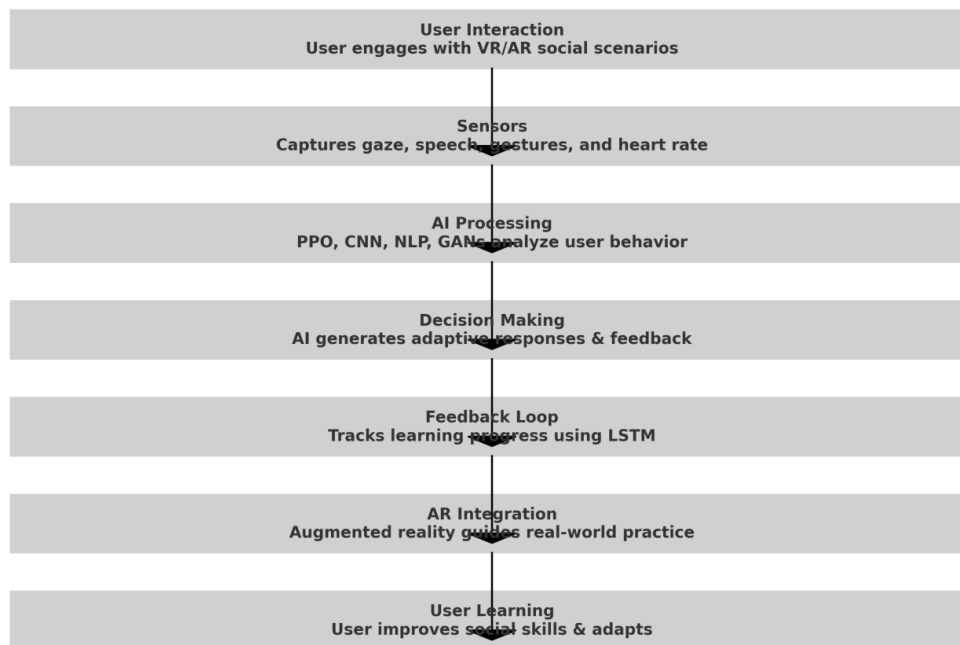 User Interaction
User engages with VR/AR social scenarios
Sensors
Captures gaze, speech, gestures, and heart rate
AI Processing
PPO, CNN, NLP, GANs analyze user behavior
Decision Making
AI generates adaptive responses & feedback
Feedback Loop
Tracks learning progress using LSTM
AR Integration
Augmented reality guides real-world practice
User Learning
User improves social skills & adapts